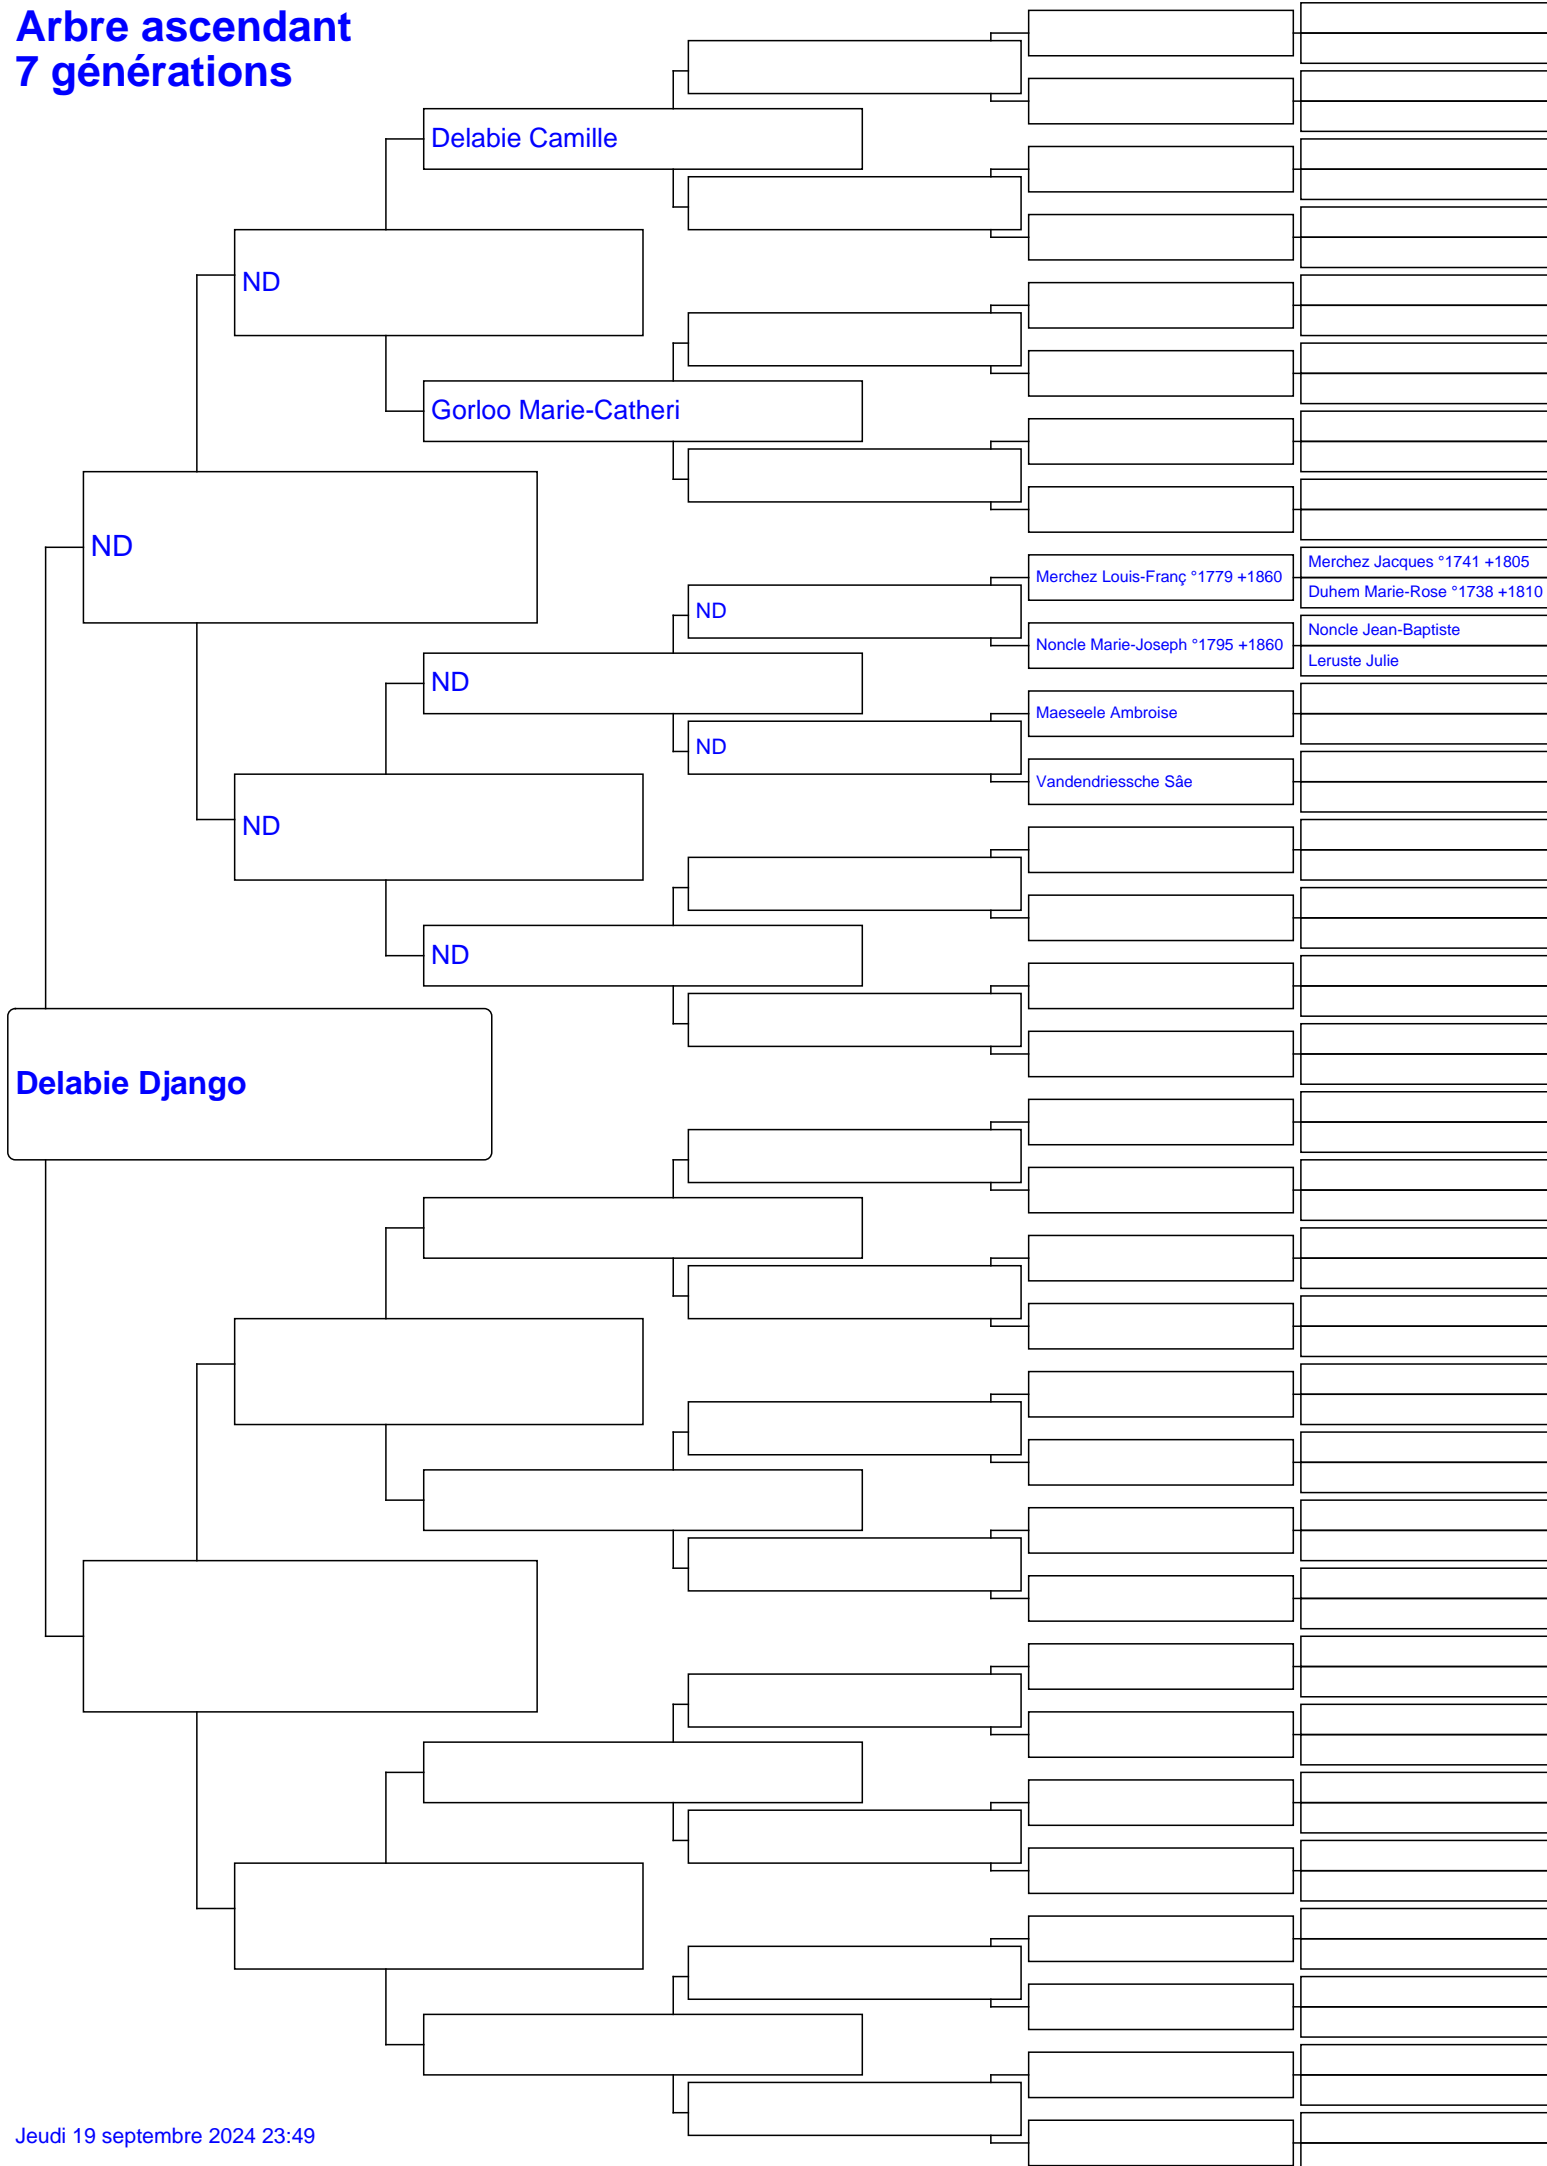 Arbre ascendant
7 générations
Delabie Camille
ND
Gorloo Marie-Catheri
ND
Merchez Louis-Franç °1779 +1860
Merchez Jacques °1741 +1805
Duhem Marie-Rose °1738 +1810
ND
Noncle Marie-Joseph °1795 +1860
Noncle Jean-Baptiste
Leruste Julie
ND
Maeseele Ambroise
ND
Vandendriessche Sâe
ND
ND
Delabie Django
Jeudi 19 septembre 2024 23:49